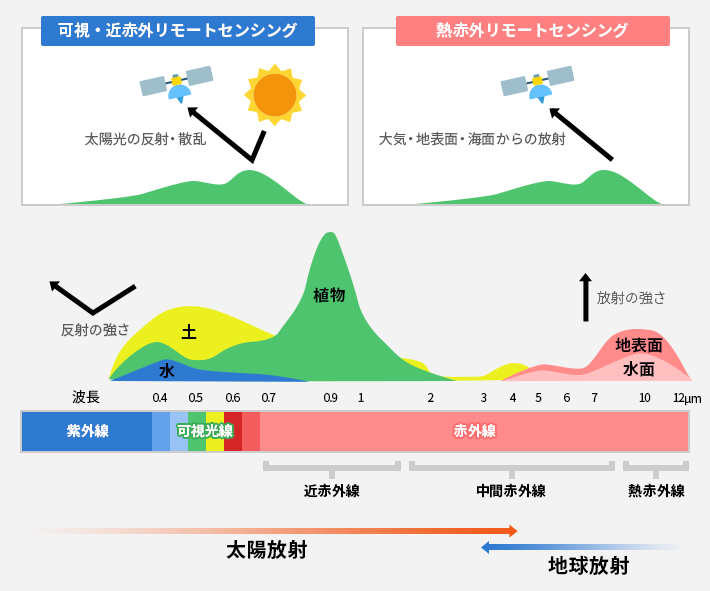 可視・近赤外リモートセンシング
熱赤外リモートセンシング
太陽光の反射・散乱
大気・地表面・海面からの放射
植物
反射の強さ
土
水
放射の強さ
地表面
水面
波長 0.4 0.5 0.6 0.7 0.9 1 2 3 4 5 6 7 10 12μm
紫外線 可視光線 赤外線
近赤外線 中間赤外線 熱赤外線
太陽放射
地球放射